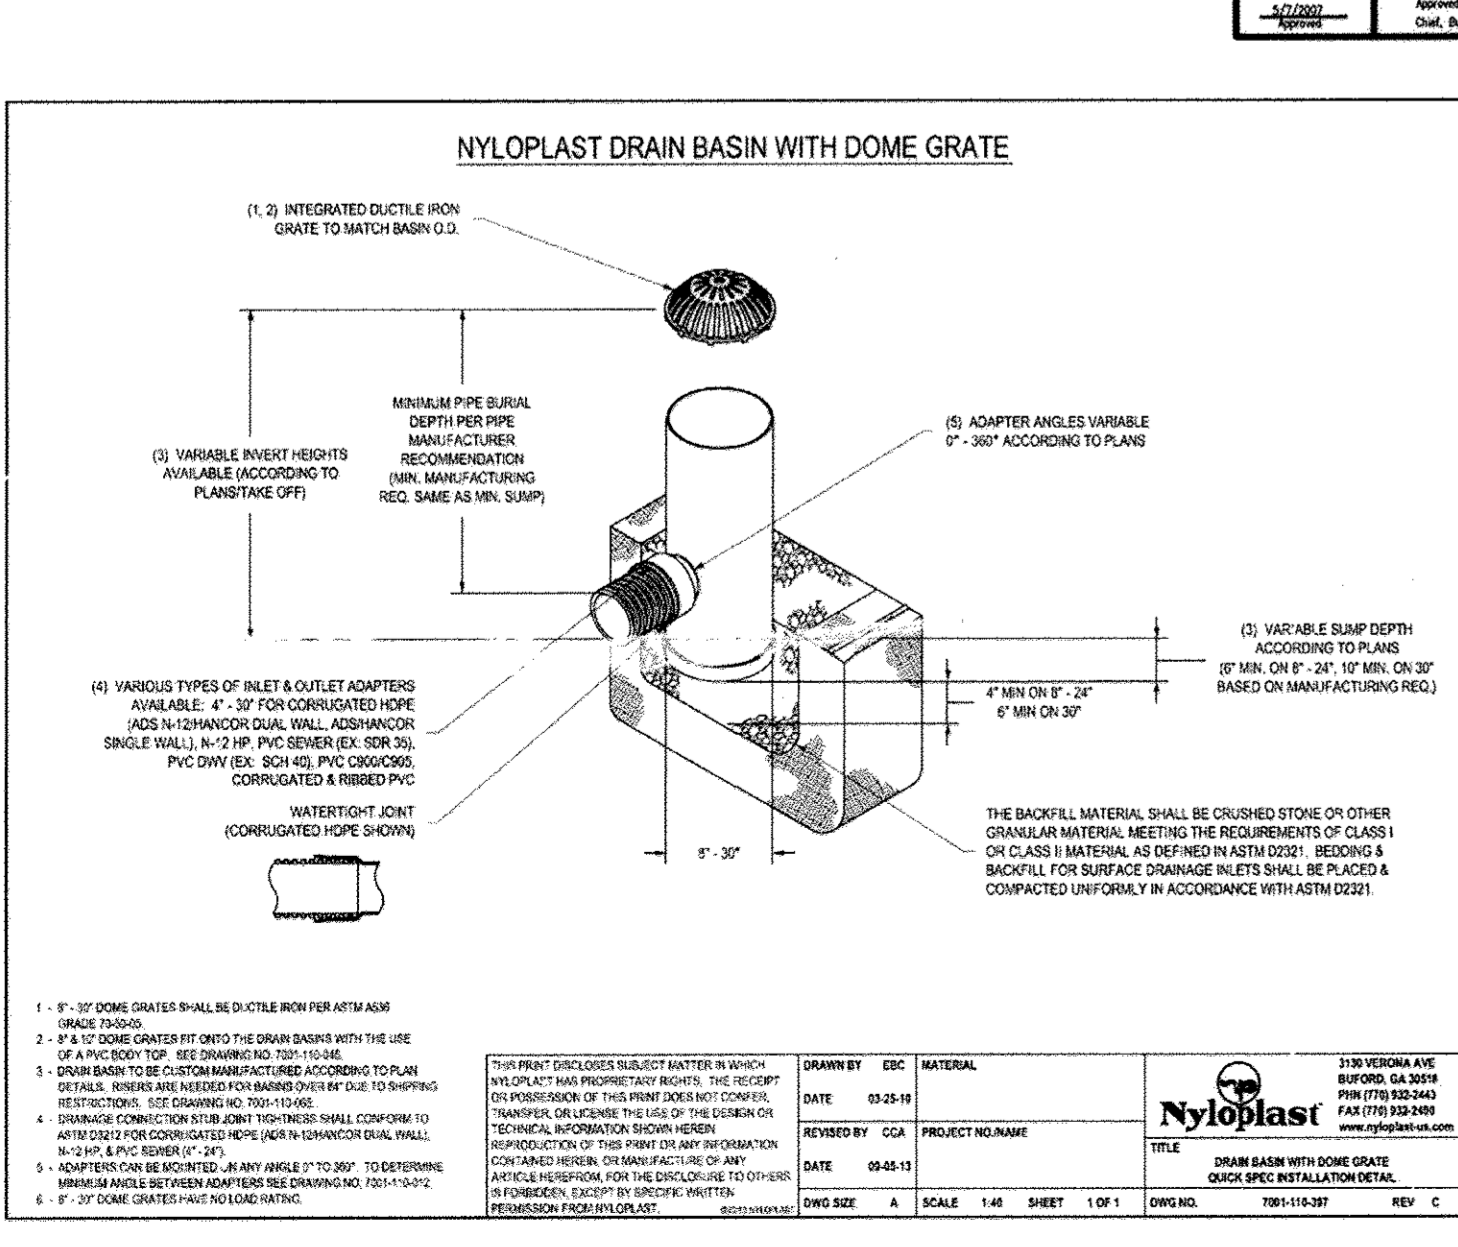 5/7/2007
Approved
Approved
Chief, Bu
NYLOPLAST DRAIN BASIN WITH DOME GRATE
(1, 2) INTEGRATED DUCTILE IRON
GRATE TO MATCH BASIN O.D.
MINIMUM PIPE BURIAL
DEPTH PER PIPE
MANUFACTURER
RECOMMENDATION
(MIN. MANUFACTURING
REQ. SAME AS MIN. SUMP)
(3) VARIABLE INVERT HEIGHTS
AVAILABLE (ACCORDING TO
PLANS/TAKE OFF)
(5) ADAPTER ANGLES VARIABLE
0° - 360° ACCORDING TO PLANS
(3) VARIABLE SUMP DEPTH
ACCORDING TO PLANS
(6" MIN. ON 8" - 24", 10" MIN. ON 30"
BASED ON MANUFACTURING REQ.)
4" MIN ON 8" - 24"
6" MIN ON 30"
(4) VARIOUS TYPES OF INLET & OUTLET ADAPTERS
AVAILABLE: 4" - 30" FOR CORRUGATED HDPE
(ADS N-12/HANCOR DUAL WALL, ADS/HANCOR
SINGLE WALL), N-12 HP, PVC SEWER (EX: SDR 35),
PVC DWV (EX: SCH 40), PVC C900/C905,
CORRUGATED & RIBBED PVC
WATERTIGHT JOINT
(CORRUGATED HDPE SHOWN)
8" - 30"
THE BACKFILL MATERIAL SHALL BE CRUSHED STONE OR OTHER
GRANULAR MATERIAL MEETING THE REQUIREMENTS OF CLASS I
OR CLASS II MATERIAL AS DEFINED IN ASTM D2321. BEDDING &
BACKFILL FOR SURFACE DRAINAGE INLETS SHALL BE PLACED &
COMPACTED UNIFORMLY IN ACCORDANCE WITH ASTM D2321.
1 - 8" - 30" DOME GRATES SHALL BE DUCTILE IRON PER ASTM A536
GRADE 70-50-05.
2 - 8" & 10" DOME GRATES FIT ONTO THE DRAIN BASINS WITH THE USE
OF A PVC BODY TOP. SEE DRAWING NO. 7001-110-045.
3 - DRAIN BASIN TO BE CUSTOM MANUFACTURED ACCORDING TO PLAN
DETAILS. RISERS ARE NEEDED FOR BASINS OVER 84" DUE TO SHIPPING
RESTRICTIONS. SEE DRAWING NO. 7001-110-065.
4 - DRAINAGE CONNECTION STUB JOINT TIGHTNESS SHALL CONFORM TO
ASTM D3212 FOR CORRUGATED HDPE (ADS N-12/HANCOR DUAL WALL),
N-12 HP, & PVC SEWER (4" - 24").
5 - ADAPTERS CAN BE MOUNTED ON ANY ANGLE 0° TO 360°. TO DETERMINE
MINIMUM ANGLE BETWEEN ADAPTERS SEE DRAWING NO. 7001-110-012.
6 - 8" - 30" DOME GRATES HAVE NO LOAD RATING.
THIS PRINT DISCLOSES SUBJECT MATTER IN WHICH
NYLOPLAST HAS PROPRIETARY RIGHTS. THE RECEIPT
OR POSSESSION OF THIS PRINT DOES NOT CONFER,
TRANSFER, OR LICENSE THE USE OF THE DESIGN OR
TECHNICAL INFORMATION SHOWN HEREIN
REPRODUCTION OF THIS PRINT OR ANY INFORMATION
CONTAINED HEREIN, OR MANUFACTURE OF ANY
ARTICLE HEREFROM, FOR THE DISCLOSURE TO OTHERS
IS FORBIDDEN, EXCEPT BY SPECIFIC WRITTEN
PERMISSION FROM NYLOPLAST.
DRAWN BY EBC
DATE 03-25-10
REVISED BY CCA
DATE 09-05-13
DWG SIZE A
MATERIAL
PROJECT NO./NAME
SCALE 1:40 SHEET 1 OF 1
Nyloplast
3130 VERONA AVE
BUFORD, GA 30518
PHN (770) 932-2443
FAX (770) 932-2490
www.nyloplast-us.com
TITLE
DRAIN BASIN WITH DOME GRATE
QUICK SPEC INSTALLATION DETAIL
DWG NO. 7001-110-397 REV C